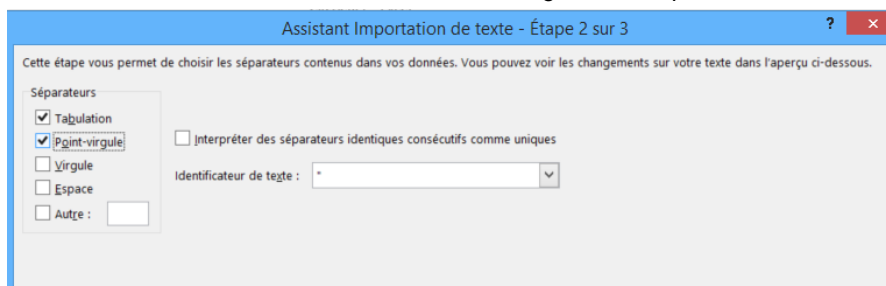 Assistant Importation de texte - Étape 2 sur 3
?
Cette étape vous permet de choisir les séparateurs contenus dans vos données. Vous pouvez voir les changements sur votre texte dans l'aperçu ci-dessous.
Séparateurs
Tabulation
Point-virgule
Interpréter des séparateurs identiques consécutifs comme uniques
Virgule
Identificateur de texte : "
Espace
Autre :